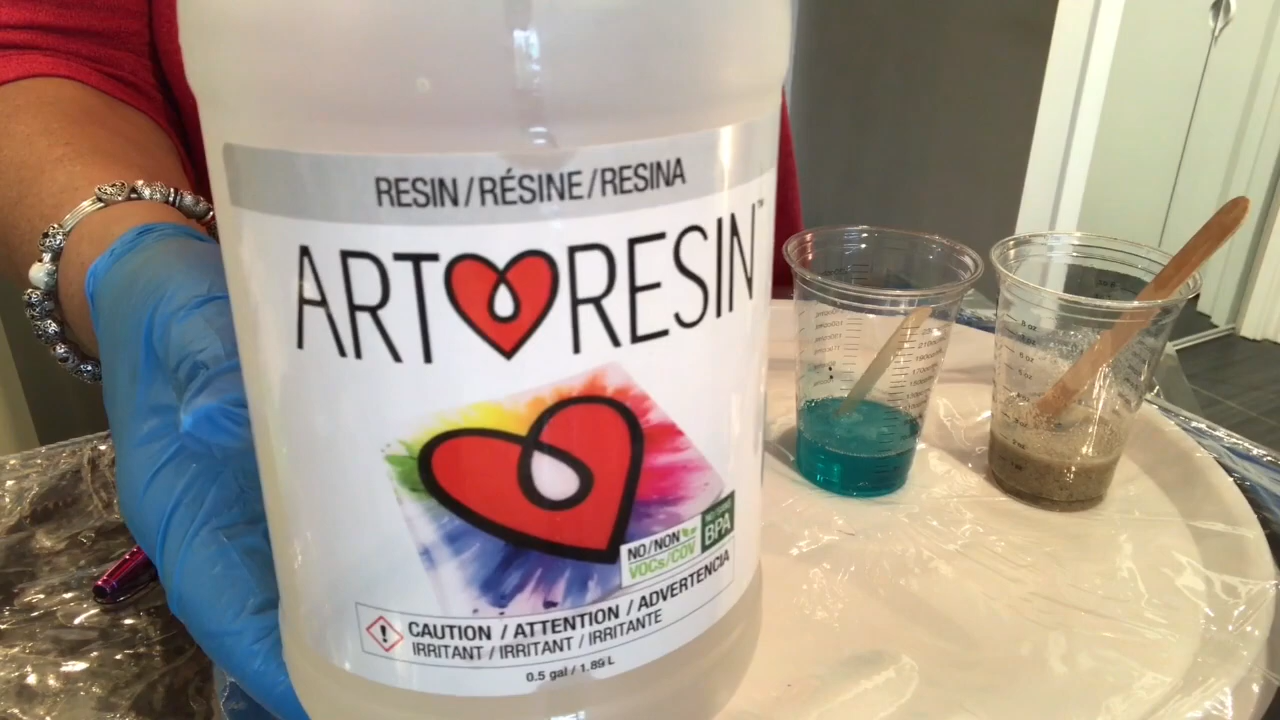 RESIN/RÉSINE/RESINA
ARTRESIN™
NO/NON
VOCs/COV
BPA
CAUTION / ATTENTION / ADVERTENCIA
IRRITANT / IRRITANT / IRRITANTE
0.5 gal / 1.89 L